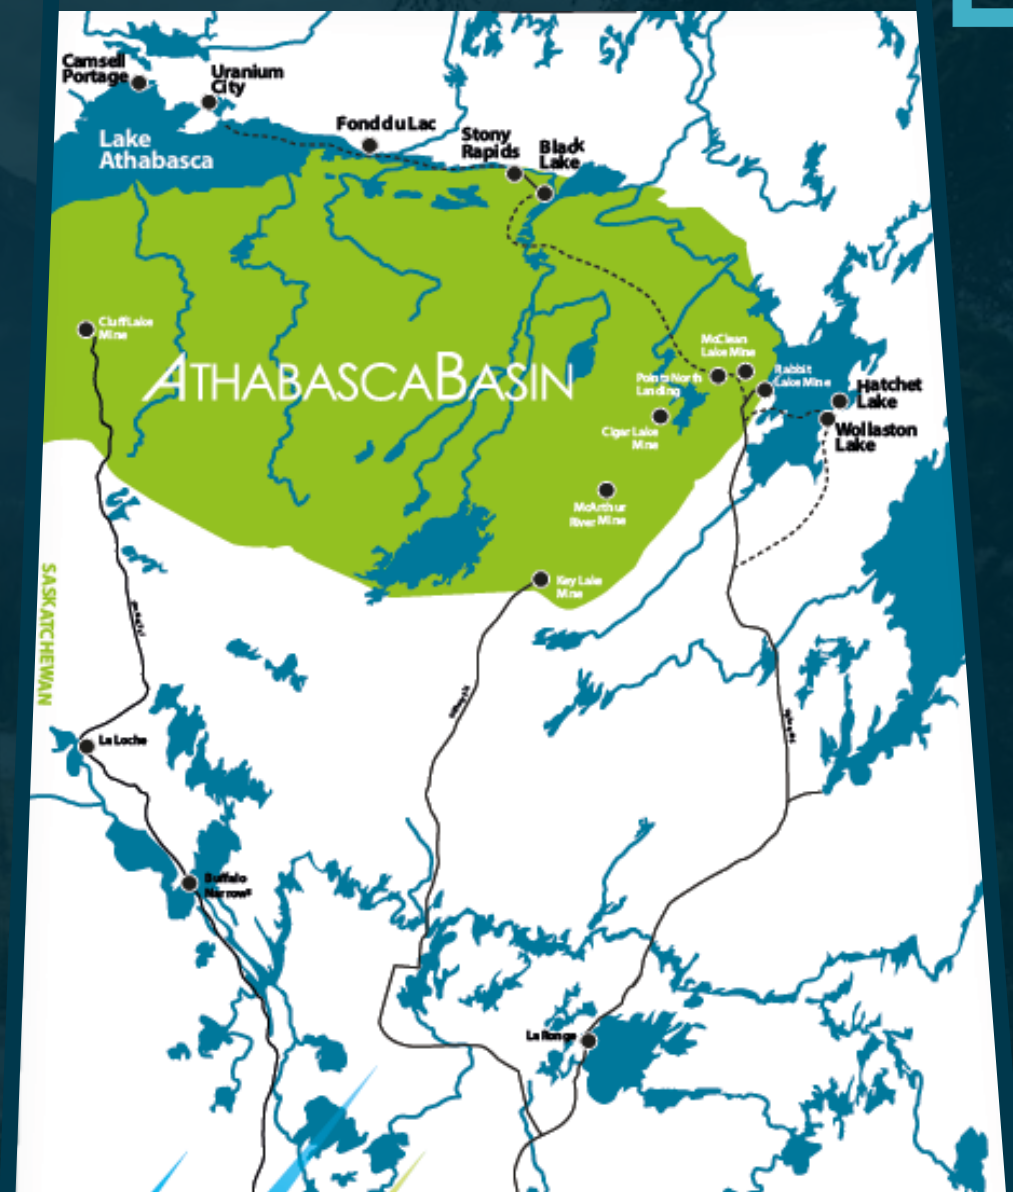 Camsell
Portage
Uranium
City
Lake
Athabasca
Fond du Lac
Stony
Rapids
Black
Lake
Cluff Lake
Mine
ATHABASCA BASIN
McClean
Lake Mine
Points North
Landing
Rabbit
Lake Mine
Hatchet
Lake
Wollaston
Lake
Cigar Lake
Mine
McArthur
River Mine
Key Lake
Mine
SASKATCHEWAN
La Loche
Buffalo
Narrows
La Ronge